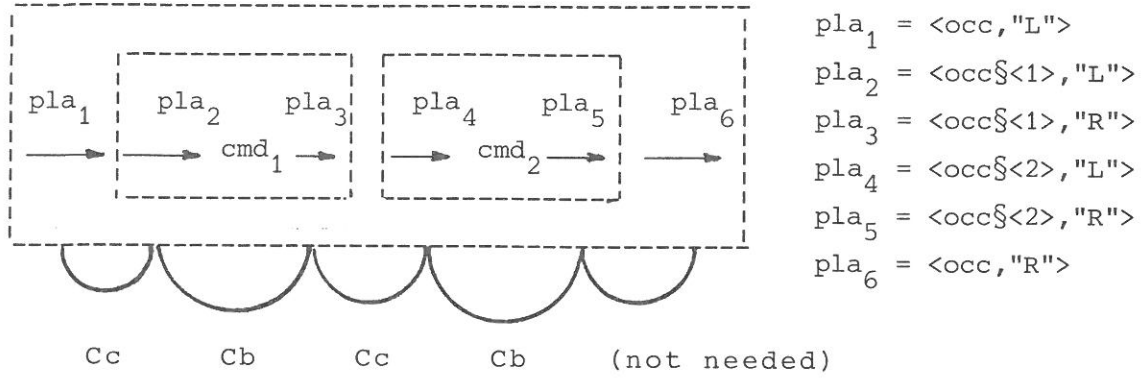 pla₁ pla₂ pla₃ pla₄ pla₅ pla₆
cmd₁ cmd₂
Cc Cb Cc Cb (not needed)
pla₁ = <occ,"L">
pla₂ = <occ§<1>,"L">
pla₃ = <occ§<1>,"R">
pla₄ = <occ§<2>,"L">
pla₅ = <occ§<2>,"R">
pla₆ = <occ,"R">